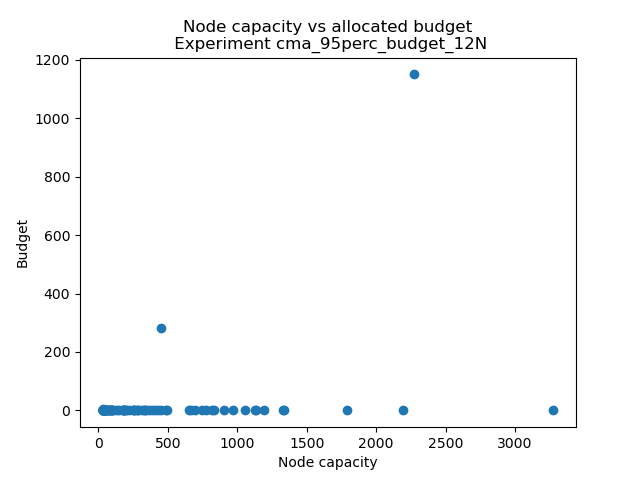 Node capacity vs allocated budget
Experiment cma_95perc_budget_12N
1200
1000
800
600
400
200
0
Budget
0 500 1000 1500 2000 2500 3000
Node capacity